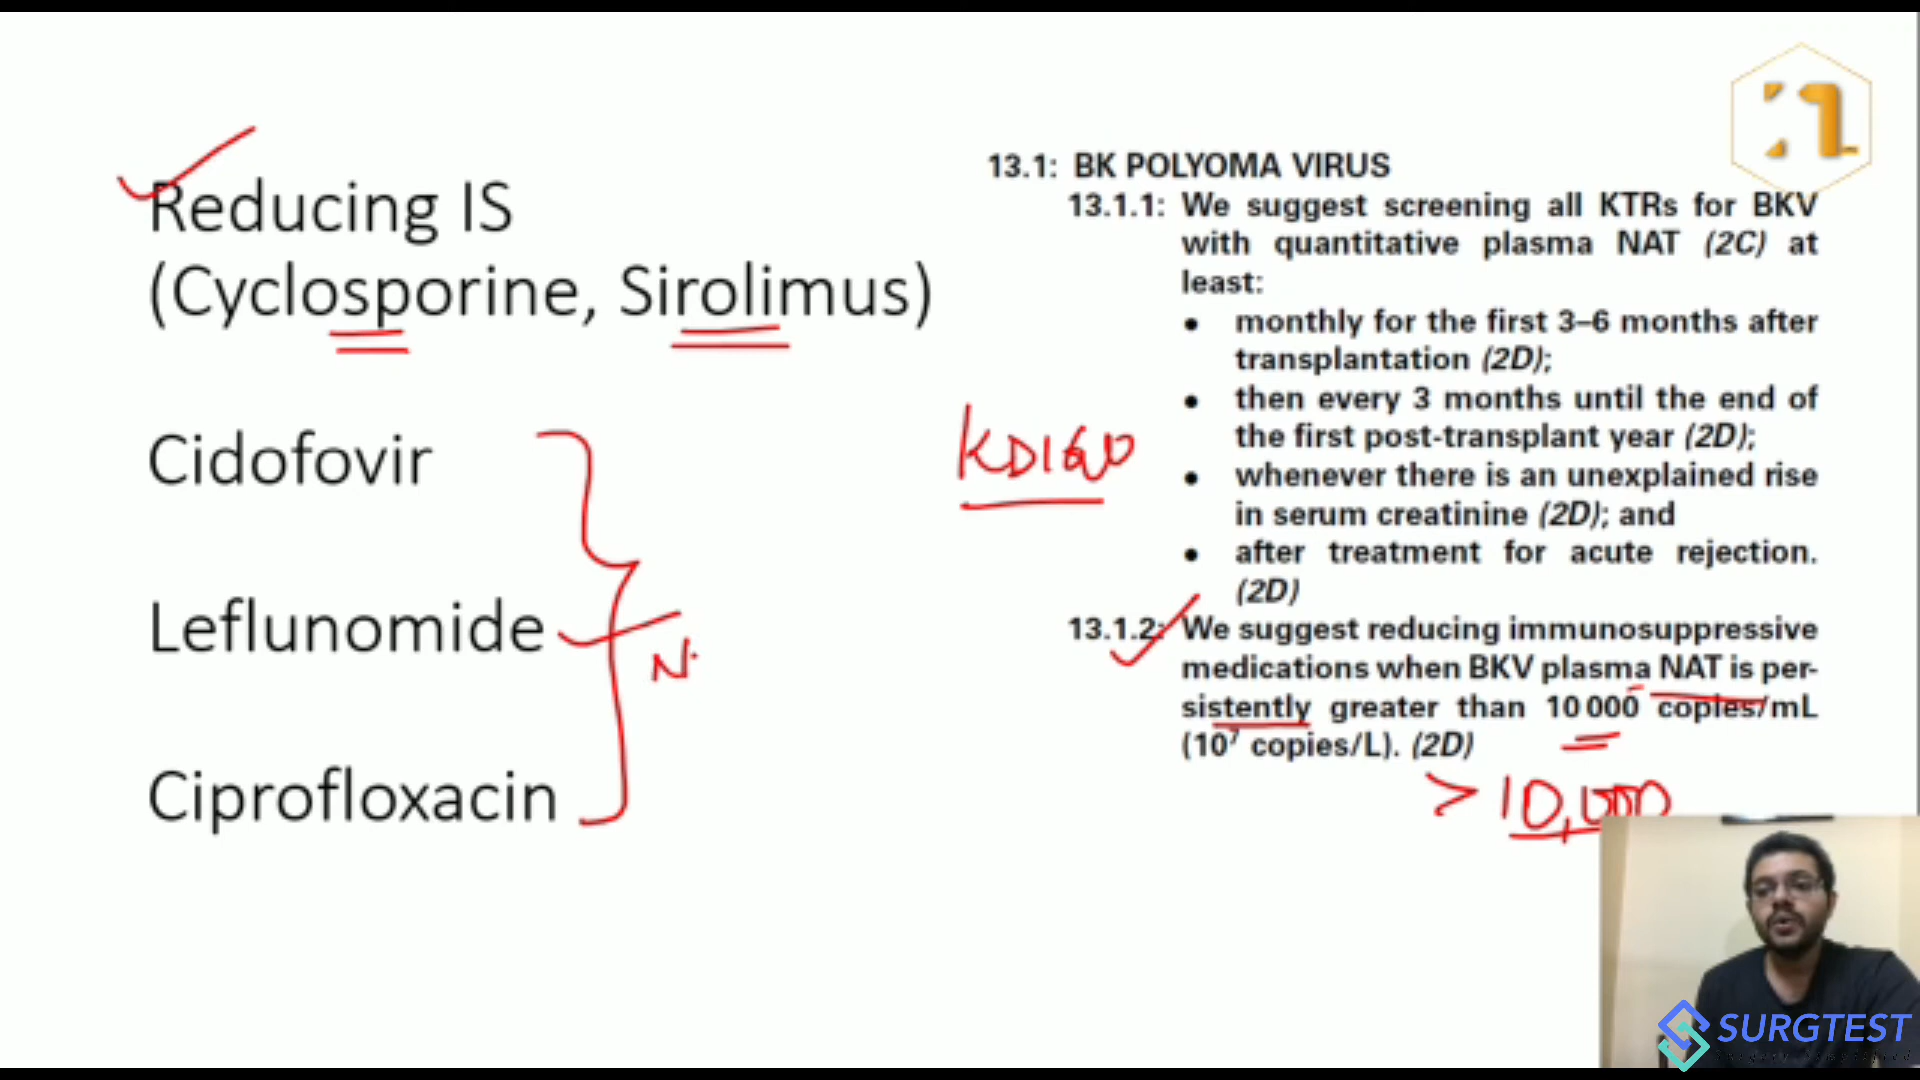 Reducing IS
(Cyclosporine, Sirolimus)
Cidofovir
Leflunomide
Ciprofloxacin
N.
KDIGO
13.1: BK POLYOMA VIRUS
13.1.1: We suggest screening all KTRs for BKV
with quantitative plasma NAT (2C) at
least:
• monthly for the first 3–6 months after
transplantation (2D);
• then every 3 months until the end of
the first post-transplant year (2D);
• whenever there is an unexplained rise
in serum creatinine (2D); and
• after treatment for acute rejection.
(2D)
13.1.2: We suggest reducing immunosuppressive
medications when BKV plasma NAT is per-
sistently greater than 10 000 copies/mL
(10⁷ copies/L). (2D)
> 10,000
SURGTEST